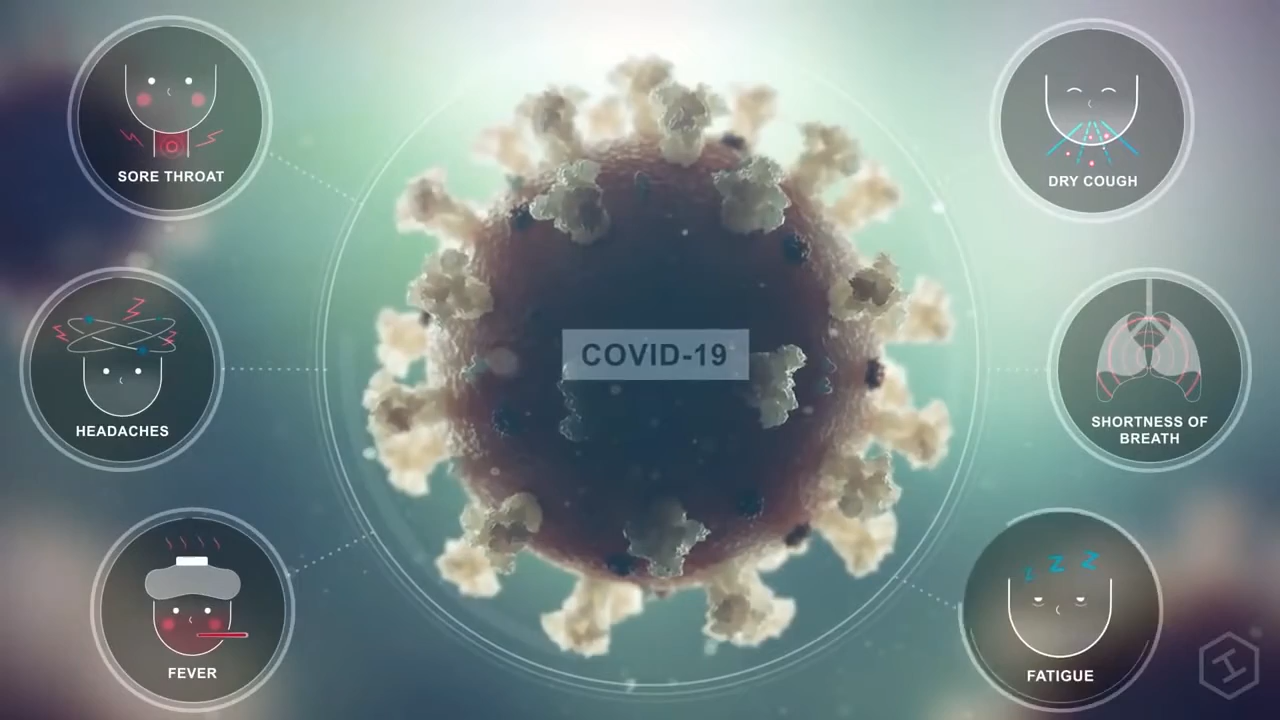 SORE THROAT
DRY COUGH
COVID-19
HEADACHES
SHORTNESS OF
BREATH
Z Z Z
FEVER
FATIGUE